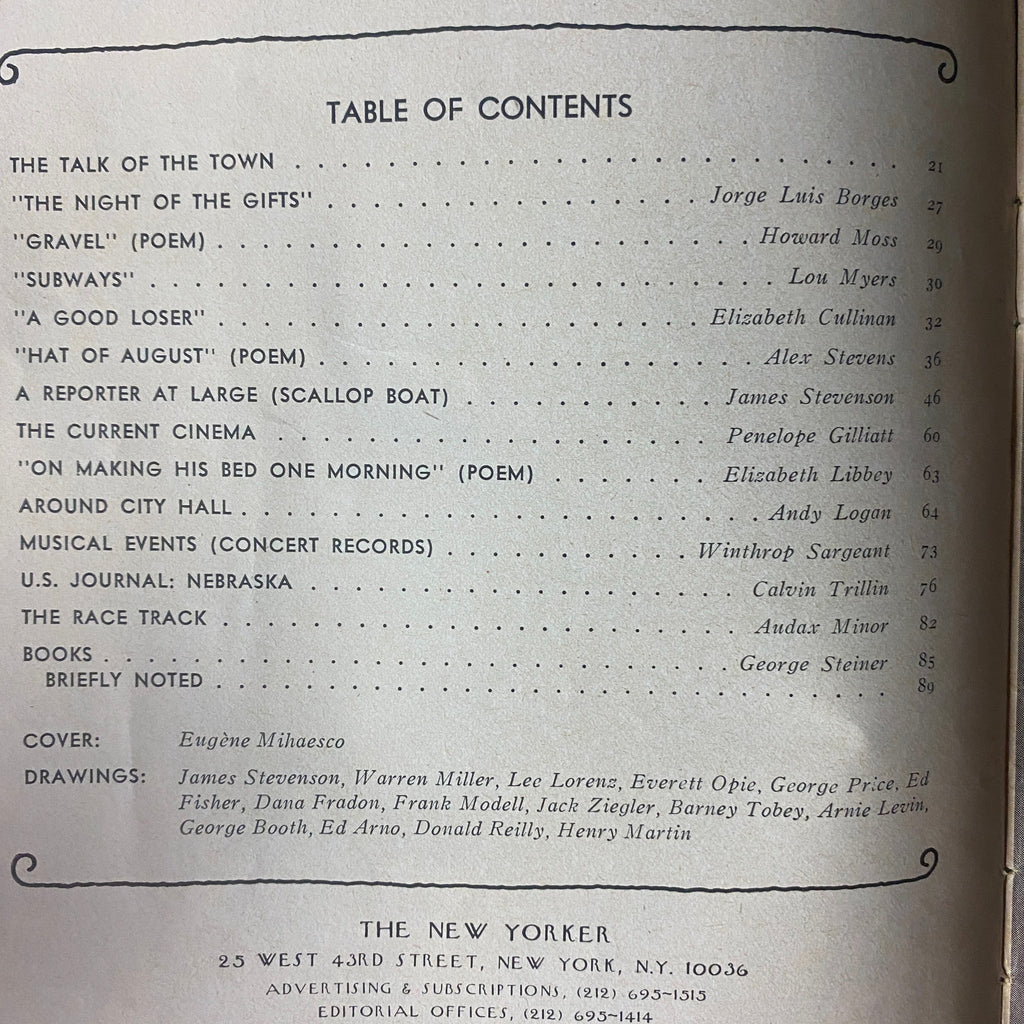 TABLE OF CONTENTS
THE TALK OF THE TOWN . . . . . . . . . . . . . . . . . . . . . . . . . . 21
"THE NIGHT OF THE GIFTS" . . . . . . . . . . . . . . . . Jorge Luis Borges 27
"GRAVEL" (POEM) . . . . . . . . . . . . . . . . . . . . . . . Howard Moss 29
"SUBWAYS" . . . . . . . . . . . . . . . . . . . . . . . . . . . Lou Myers 30
"A GOOD LOSER" . . . . . . . . . . . . . . . . . . . . . Elizabeth Cullinan 32
"HAT OF AUGUST" (POEM) . . . . . . . . . . . . . . . . . . . Alex Stevens 36
A REPORTER AT LARGE (SCALLOP BOAT) . . . . . . . . . . . James Stevenson 46
THE CURRENT CINEMA . . . . . . . . . . . . . . . . . . . Penelope Gilliatt 60
"ON MAKING HIS BED ONE MORNING" (POEM) . . . . . . . Elizabeth Libbey 63
AROUND CITY HALL . . . . . . . . . . . . . . . . . . . . . . . Andy Logan 64
MUSICAL EVENTS (CONCERT RECORDS) . . . . . . . . . . . Winthrop Sargeant 73
U.S. JOURNAL: NEBRASKA . . . . . . . . . . . . . . . . . . . Calvin Trillin 76
THE RACE TRACK . . . . . . . . . . . . . . . . . . . . . . . Audax Minor 82
BOOKS . . . . . . . . . . . . . . . . . . . . . . . . . . . George Steiner 85
BRIEFLY NOTED . . . . . . . . . . . . . . . . . . . . . . . . . . . . . 89
COVER: Eugène Mihaesco
DRAWINGS: James Stevenson, Warren Miller, Lee Lorenz, Everett Opie, George Price, Ed
Fisher, Dana Fradon, Frank Modell, Jack Ziegler, Barney Tobey, Arnie Levin,
George Booth, Ed Arno, Donald Reilly, Henry Martin
THE NEW YORKER
25 WEST 43RD STREET, NEW YORK, N.Y. 10036
ADVERTISING & SUBSCRIPTIONS, (212) 695-1515
EDITORIAL OFFICES, (212) 695-1414